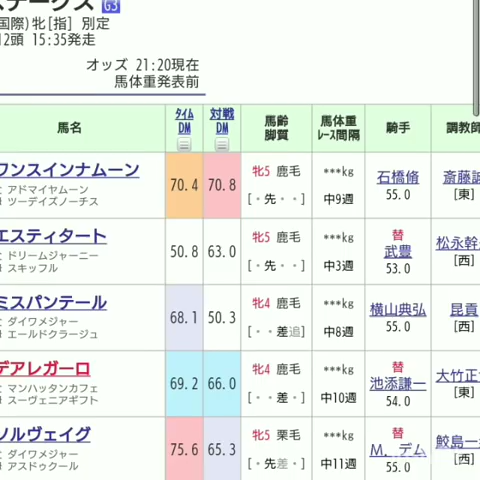 ステークス G3
国際)牝[指] 別定
12頭 15:35発走
オッズ 21:20現在
馬体重発表前
馬名 タイム DM 対戦 DM 馬齢 脚質 馬体重 レース間隔 騎手 調教師
ワンスインナムーン 70.4 70.8 牝5 鹿毛 ***kg 石橋脩 斎藤誠
アドマイヤムーン
ツーデイズノーチス [・先・・] 中9週 55.0 [東]
エスティタート 50.8 63.0 牝5 鹿毛 ***kg 替 武豊 松永幹
ドリームジャーニー
スキッフル [・先・・] 中3週 53.0 [西]
ミスパンテール 68.1 50.3 牝4 鹿毛 ***kg 横山典弘 昆貢
ダイワメジャー
エールドクラージュ [・・差追] 中8週 55.0 [西]
デアレガーロ 69.2 66.0 牝4 鹿毛 ***kg 替 池添謙一 大竹正
マンハッタンカフェ
スーヴェニアギフト [・・差・] 中10週 54.0 [東]
ソルヴェイグ 75.6 65.3 牝5 栗毛 ***kg 替 M.デム 鮫島一
ダイワメジャー
アスドゥクール [・先差・] 中11週 55.0 [西]